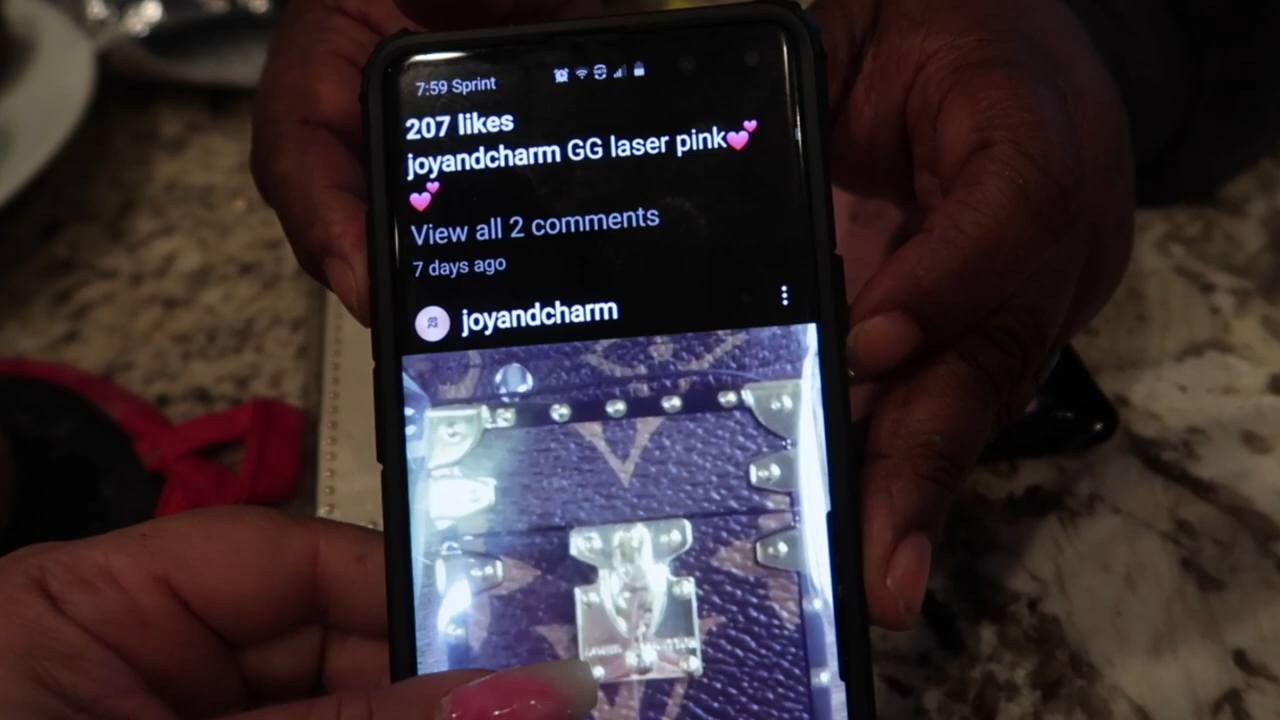 7:59 Sprint
207 likes
joyandcharm GG laser pink💕
💕
View all 2 comments
7 days ago
joyandcharm